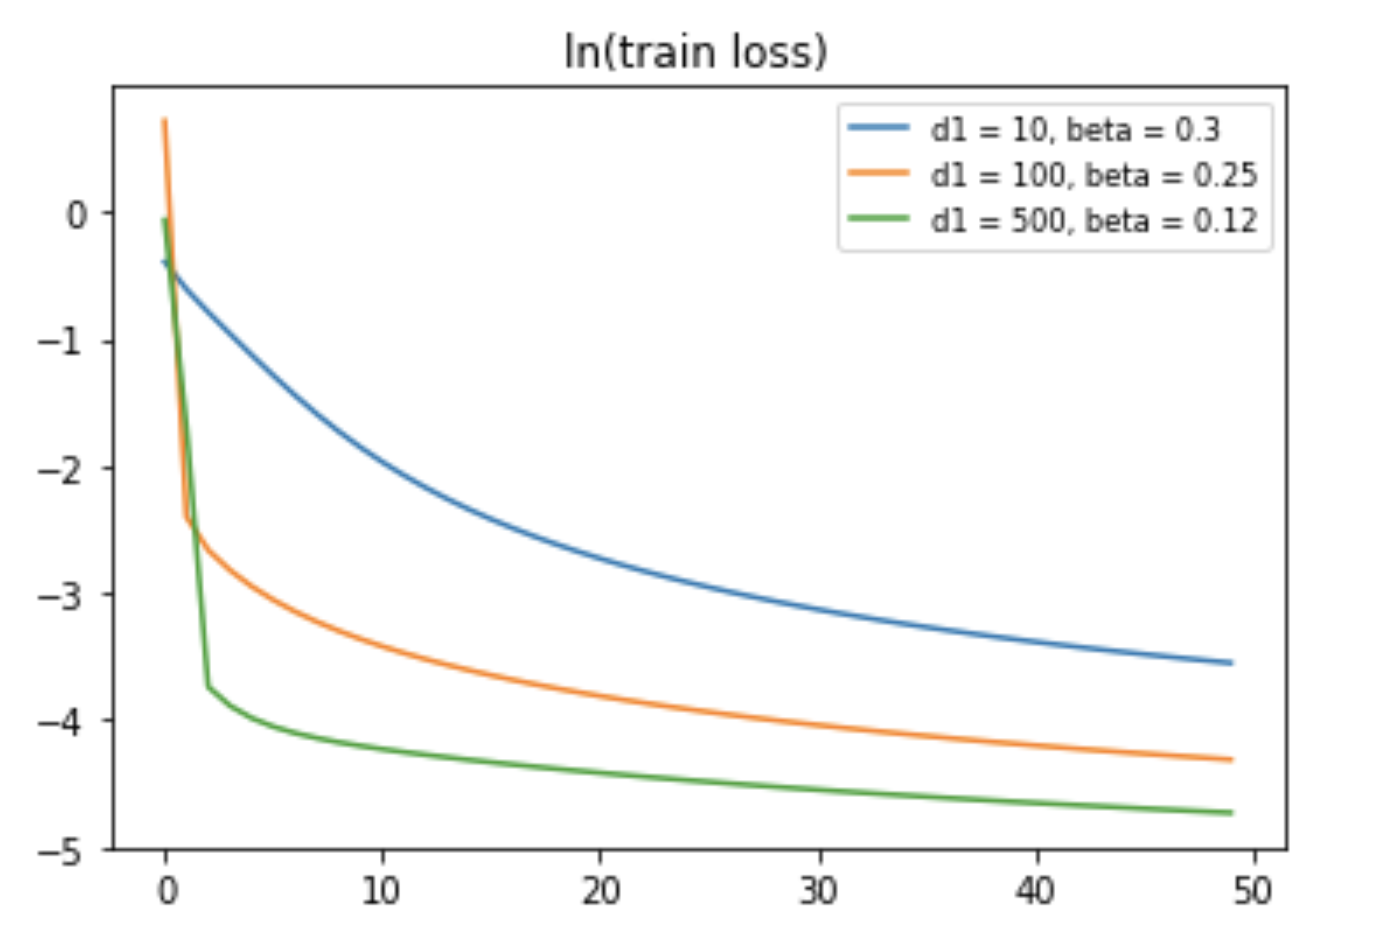 ln(train loss)
d1 = 10, beta = 0.3
d1 = 100, beta = 0.25
d1 = 500, beta = 0.12
0
−1
−2
−3
−4
−5
0 10 20 30 40 50